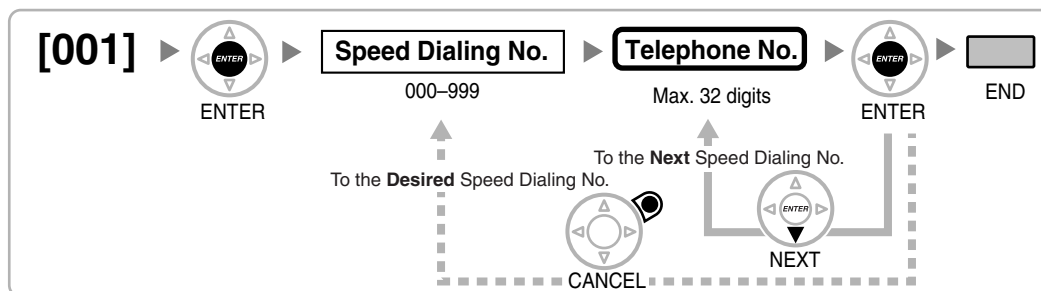 [001]
ENTER
ENTER
Speed Dialing No.
000–999
Telephone No.
Max. 32 digits
ENTER
ENTER
END
To the Next Speed Dialing No.
To the Desired Speed Dialing No.
ENTER
NEXT
CANCEL